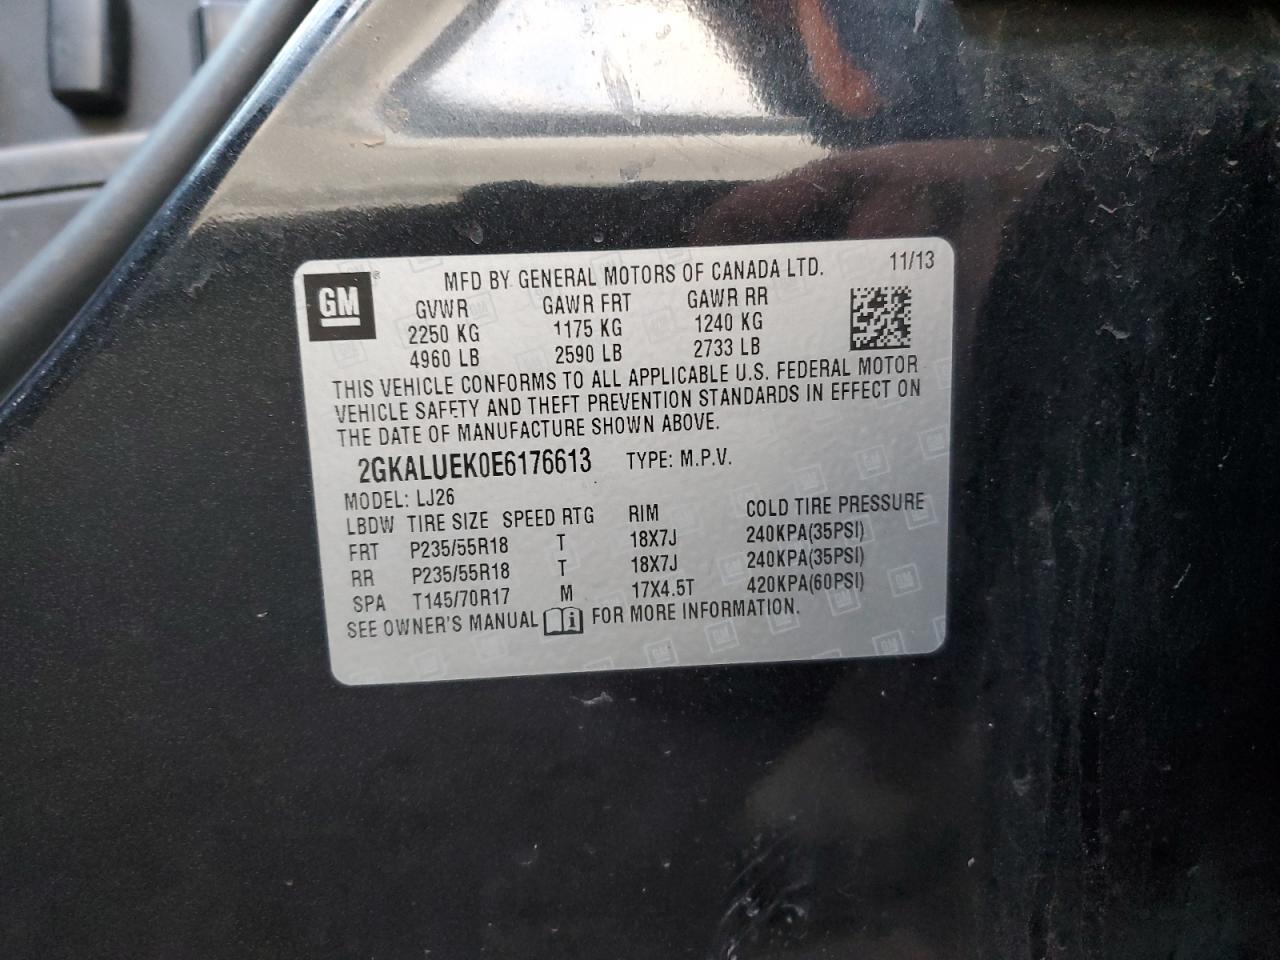 GM ®
MFD BY GENERAL MOTORS OF CANADA LTD. 11/13
GVWR GAWR FRT GAWR RR
2250 KG 1175 KG 1240 KG
4960 LB 2590 LB 2733 LB
THIS VEHICLE CONFORMS TO ALL APPLICABLE U.S. FEDERAL MOTOR
VEHICLE SAFETY AND THEFT PREVENTION STANDARDS IN EFFECT ON
THE DATE OF MANUFACTURE SHOWN ABOVE.
2GKALUEK0E6176613 TYPE: M.P.V.
MODEL: LJ26
LBDW TIRE SIZE SPEED RTG RIM COLD TIRE PRESSURE
FRT P235/55R18 T 18X7J 240KPA(35PSI)
RR P235/55R18 T 18X7J 240KPA(35PSI)
SPA T145/70R17 M 17X4.5T 420KPA(60PSI)
SEE OWNER'S MANUAL i FOR MORE INFORMATION.